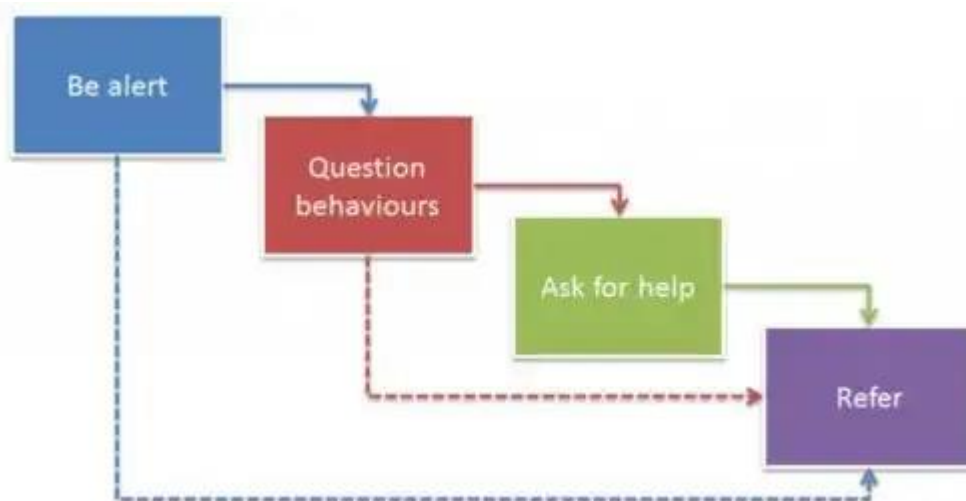 Be alert
Question
behaviours
Ask for help
Refer